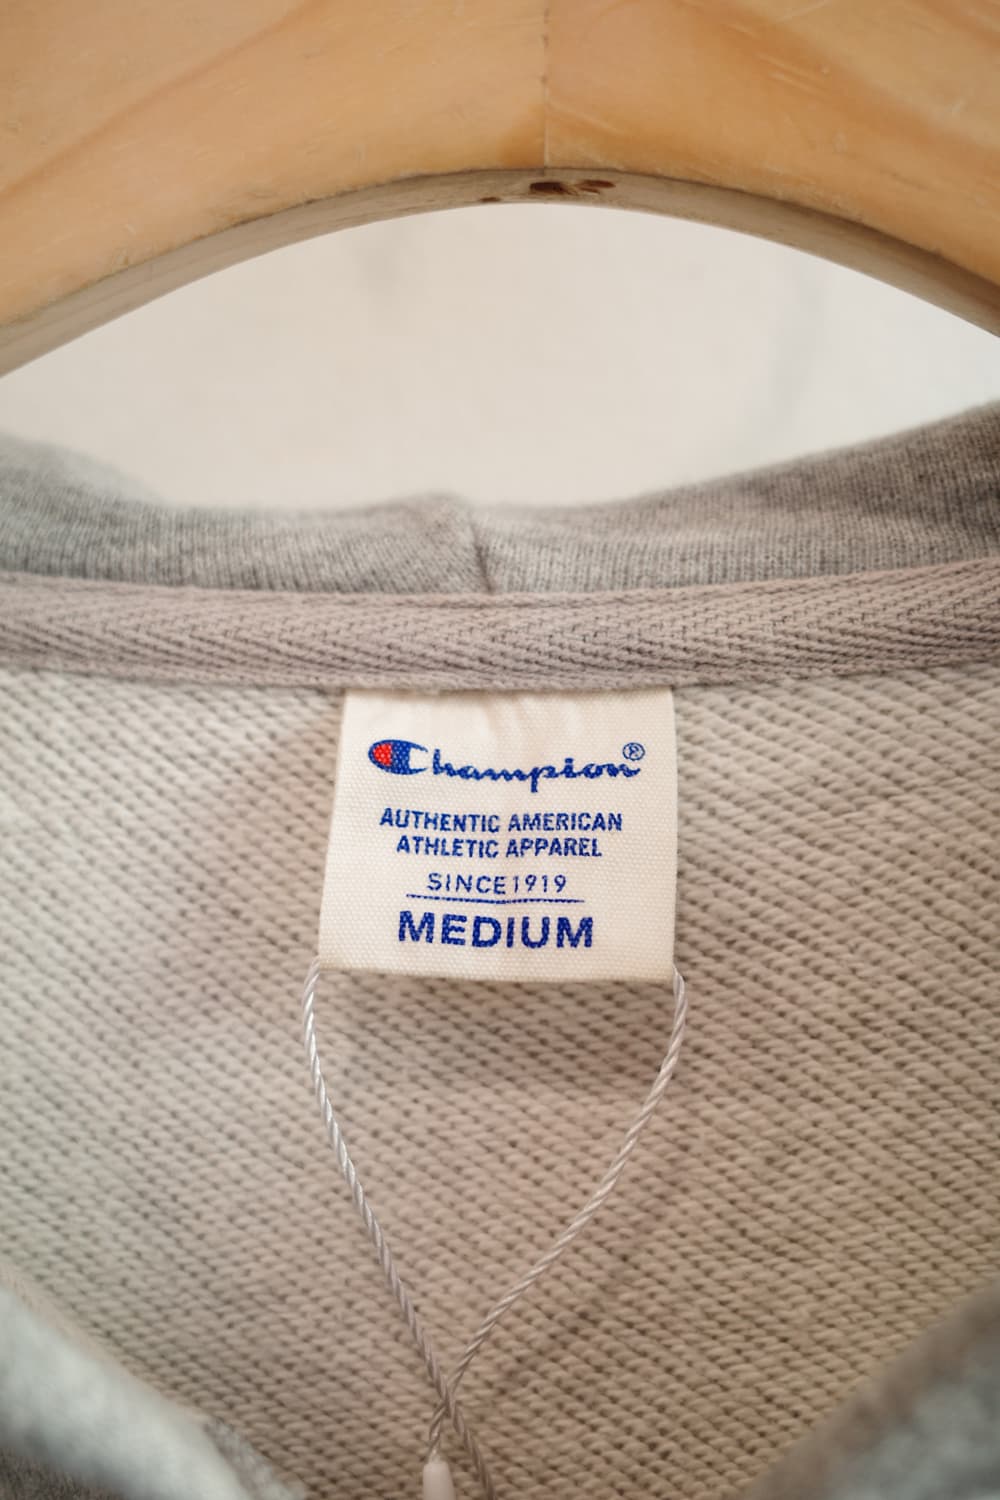 Champion®
AUTHENTIC AMERICAN
ATHLETIC APPAREL
SINCE 1919
MEDIUM